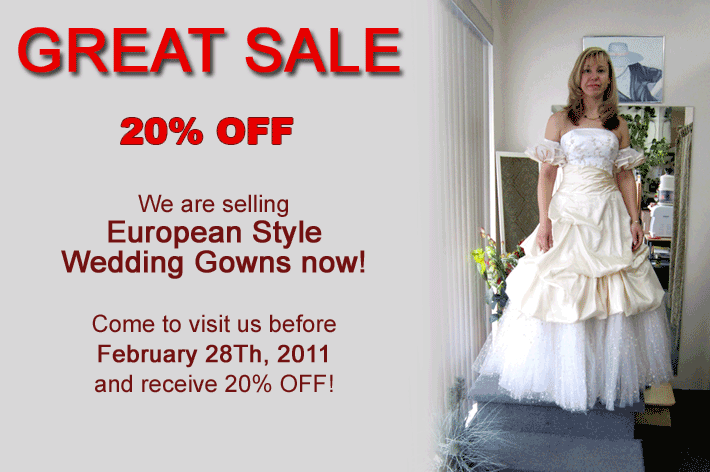 GREAT SALE
20% OFF
We are selling
European Style
Wedding Gowns now!
Come to visit us before
February 28Th, 2011
and receive 20% OFF!